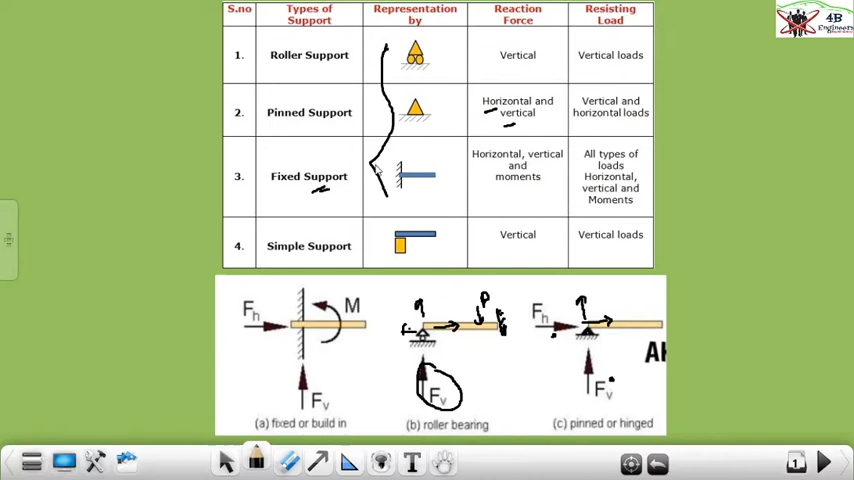 4B
Engineers
S.no
Types of
Support
Representation
by
Reaction
Force
Resisting
Load
1.
Roller Support
Vertical
Vertical loads
2.
Pinned Support
Horizontal and
vertical
Vertical and
horizontal loads
3.
Fixed Support
Horizontal, vertical
and
moments
All types of
loads
Horizontal,
vertical and
Moments
4.
Simple Support
Vertical
Vertical loads
Fh
M
Fv
(a) fixed or build in
P
Fv
(b) roller bearing
Fh
Fv
(c) pinned or hinged
T
1